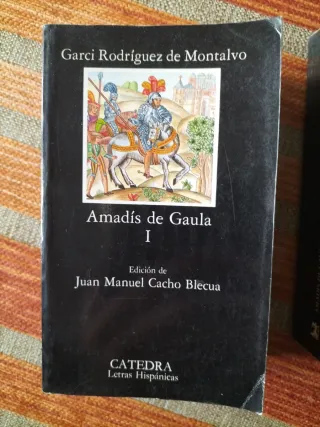 Garci Rodríguez de Montalvo
Amadís de Gaula
I
Edición de
Juan Manuel Cacho Blecua
CATEDRA
Letras Hispánicas